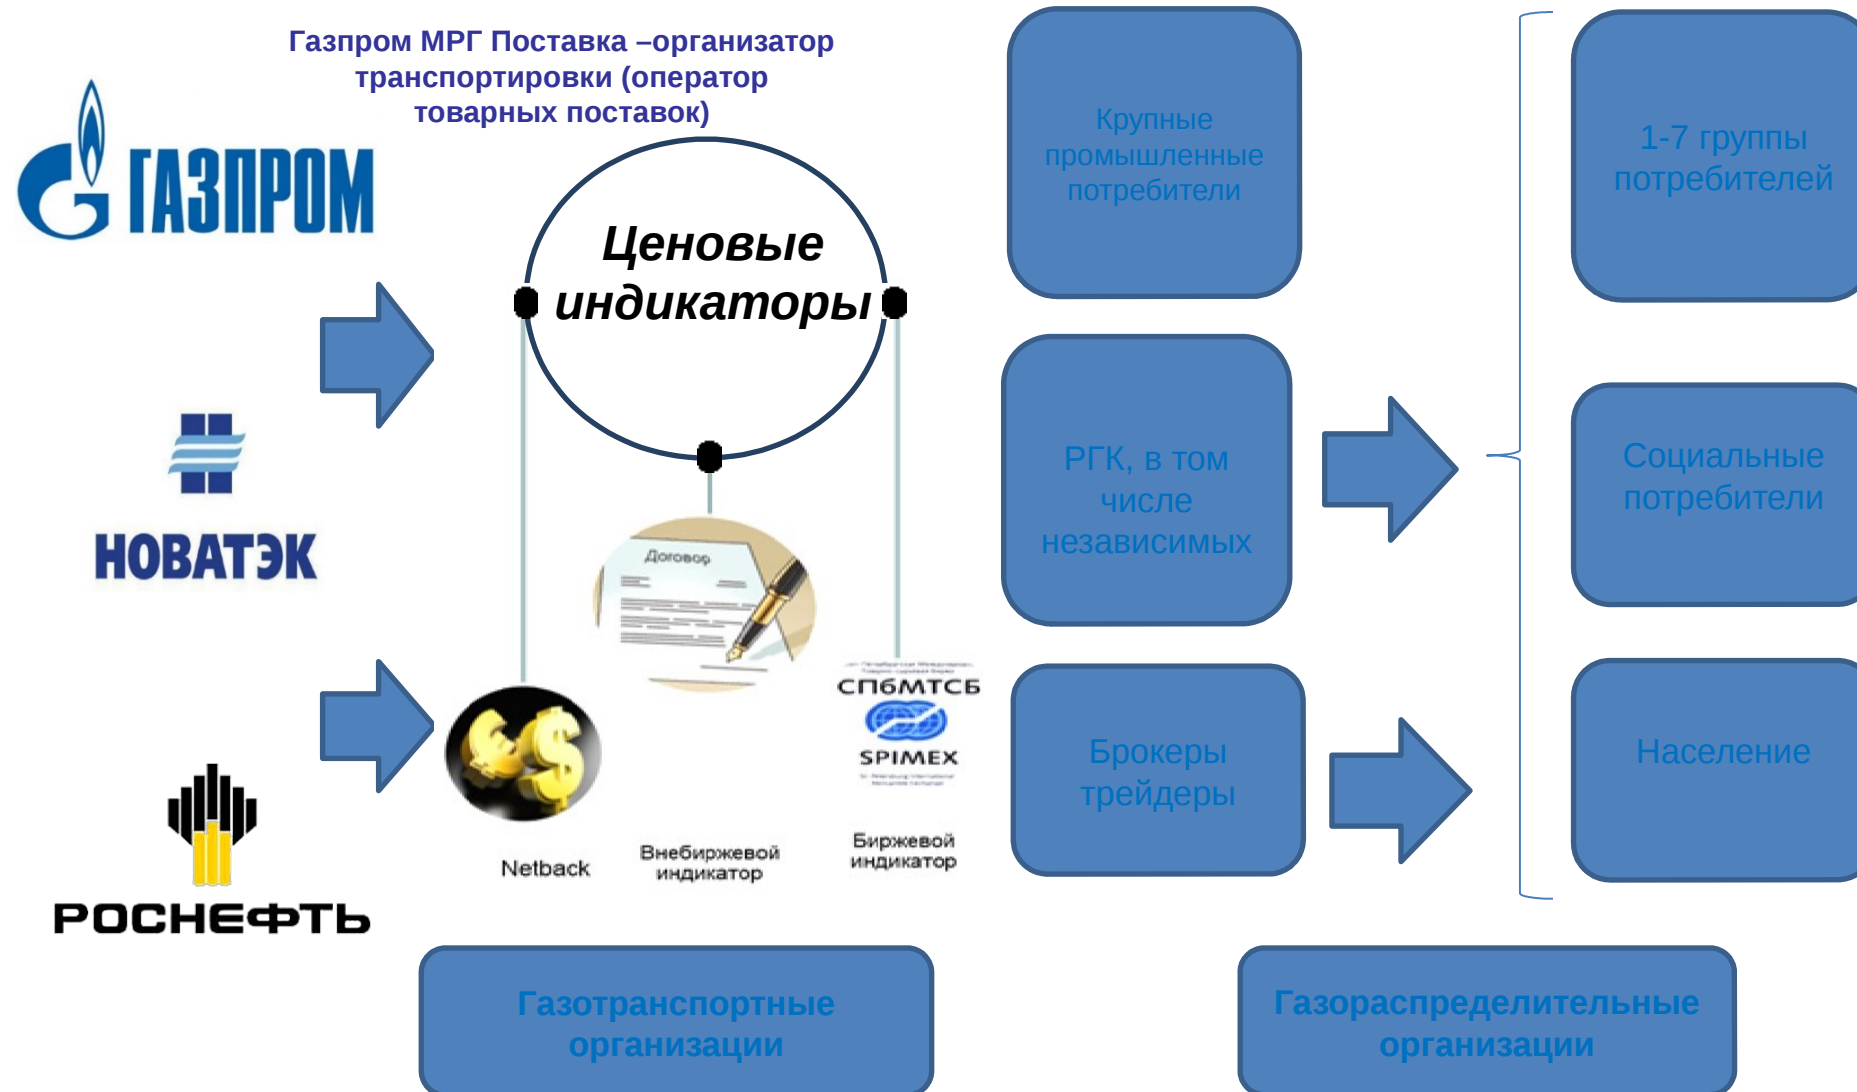 Газпром МРГ Поставка –организатор
транспортировки (оператор
товарных поставок)
ГАЗПРОМ
НОВАТЭК
РОСНЕФТЬ
Ценовые
индикаторы
Договор
СПбМТСБ
SPIMEX
Netback
Внебиржевой
индикатор
Биржевой
индикатор
Крупные
промышленные
потребители
РГК, в том
числе
независимых
Брокеры
трейдеры
1-7 группы
потребителей
Социальные
потребители
Население
Газотранспортные
организации
Газораспределительные
организации